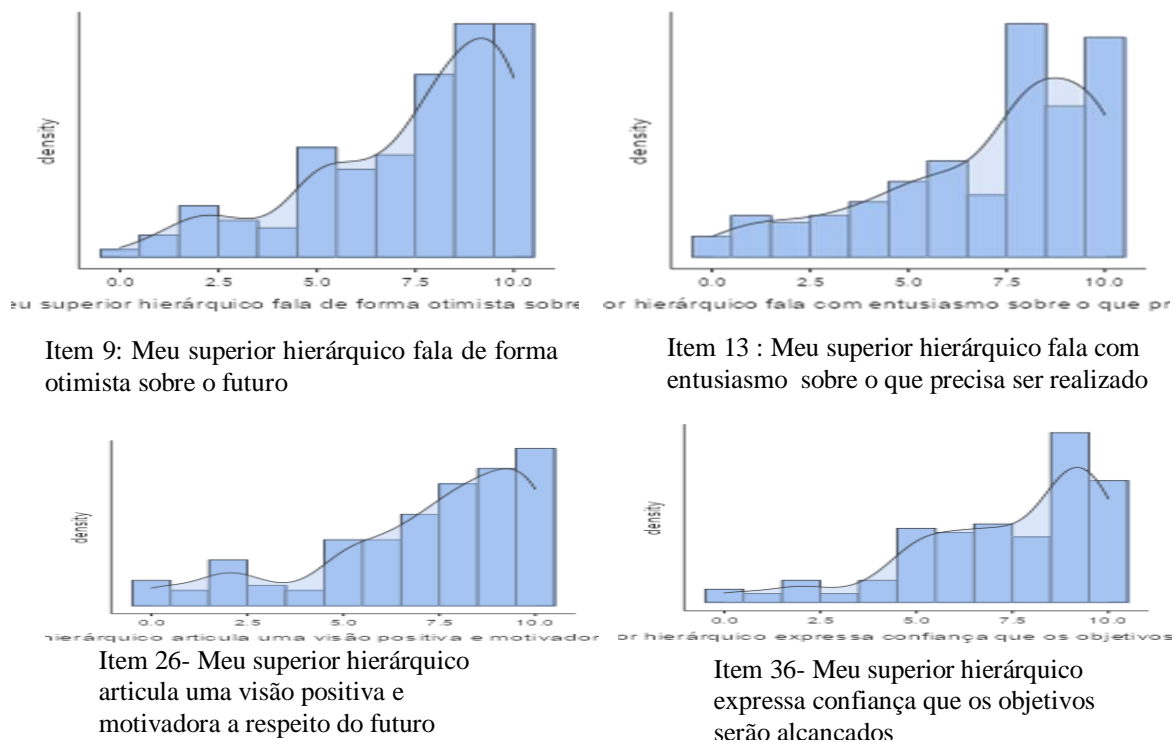 density
0.0 2.5 5.0 7.5 10.0
eu superior hierárquico fala de forma otimista sobre
Item 9: Meu superior hierárquico fala de forma
otimista sobre o futuro
density
0.0 2.5 5.0 7.5 10.0
or hierárquico fala com entusiasmo sobre o que pr
Item 13 : Meu superior hierárquico fala com
entusiasmo sobre o que precisa ser realizado
density
0.0 2.5 5.0 7.5 10.0
hierárquico articula uma visão positiva e motivador
Item 26- Meu superior hierárquico
articula uma visão positiva e
motivadora a respeito do futuro
density
0.0 2.5 5.0 7.5 10.0
or hierárquico expressa confiança que os objetivos
Item 36- Meu superior hierárquico
expressa confiança que os objetivos
serão alcançados